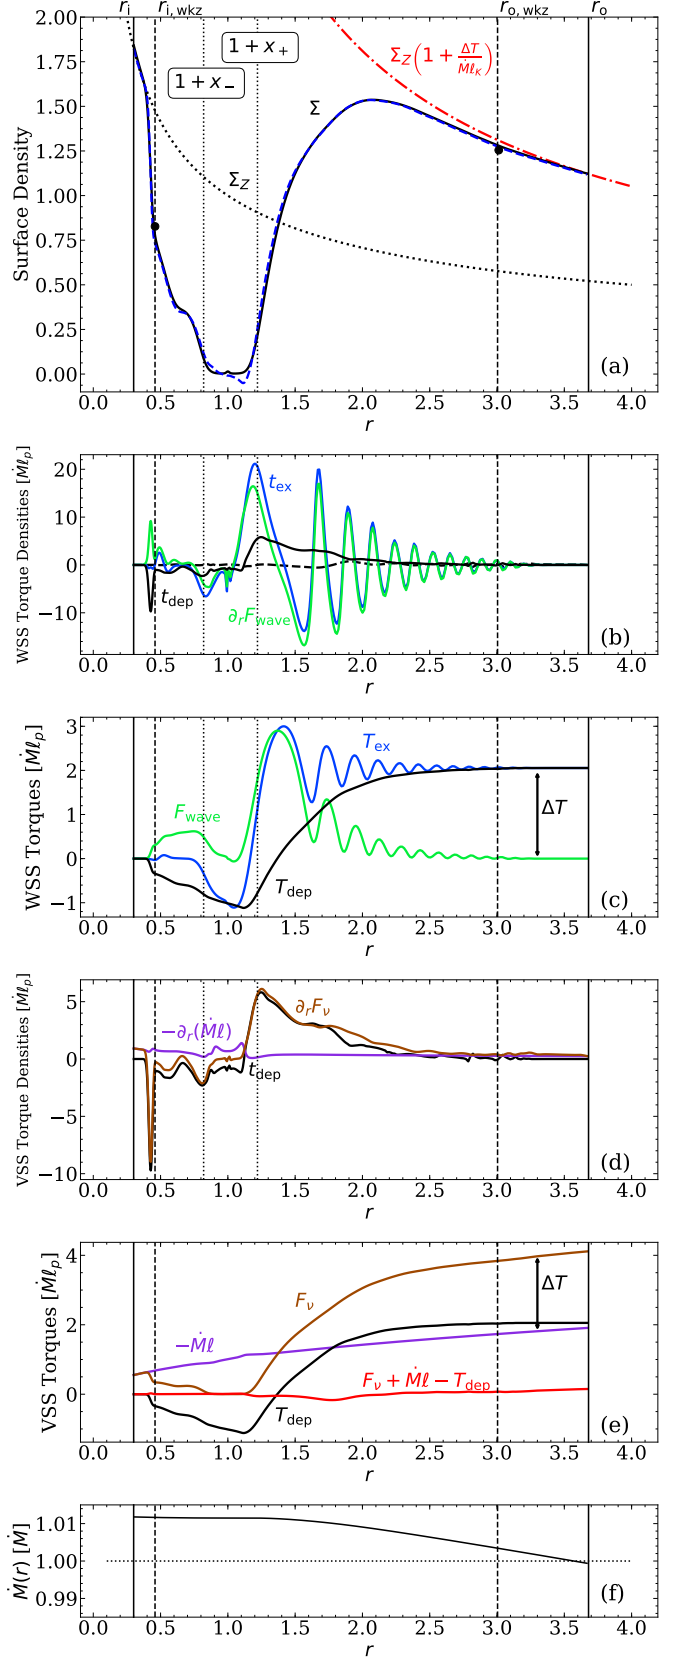 r_i r_{i,wkz} r_{o,wkz} r_o
2.00
1.75
1.50
1.25
1.00
0.75
0.50
0.25
0.00
Surface Density
1 + x_+
1 + x_−
Σ_Z(1 + ΔT/Ṁℓ_K)
Σ
Σ_Z
(a)
0.0 0.5 1.0 1.5 2.0 2.5 3.0 3.5 4.0
r
WSS Torque Densities [Ṁℓ_p]
20
10
0
−10
t_ex
t_dep
∂_rF_wave
(b)
0.0 0.5 1.0 1.5 2.0 2.5 3.0 3.5 4.0
r
WSS Torques [Ṁℓ_p]
3
2
1
0
−1
T_ex
F_wave
ΔT
T_dep
(c)
0.0 0.5 1.0 1.5 2.0 2.5 3.0 3.5 4.0
r
VSS Torque Densities [Ṁℓ_p]
5
0
−5
−10
∂_rF_ν
−∂_r(Ṁℓ)
t_dep
(d)
0.0 0.5 1.0 1.5 2.0 2.5 3.0 3.5 4.0
r
VSS Torques [Ṁℓ_p]
4
2
0
F_ν
ΔT
−Ṁℓ
F_ν + Ṁℓ − T_dep
T_dep
(e)
0.0 0.5 1.0 1.5 2.0 2.5 3.0 3.5 4.0
r
Ṁ(r) [Ṁ]
1.01
1.00
0.99
(f)
0.0 0.5 1.0 1.5 2.0 2.5 3.0 3.5 4.0
r